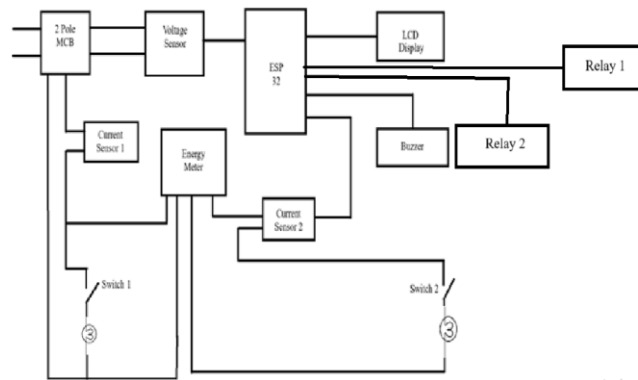 2 Pole
MCB
Voltage
Sensor
ESP
32
LCD
Display
Relay 1
Relay 2
Buzzer
Current
Sensor 1
Energy
Meter
Current
Sensor 2
Switch 1
Switch 2